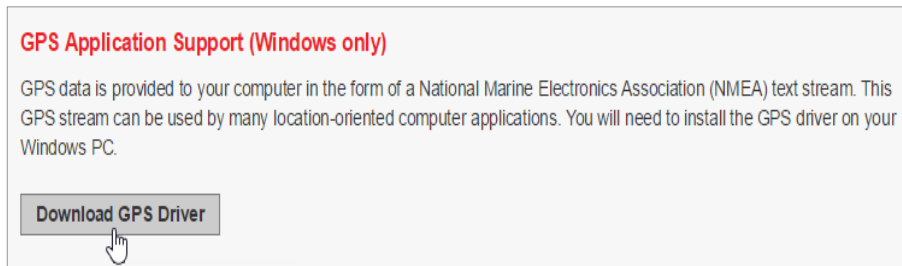 GPS Application Support (Windows only)
GPS data is provided to your computer in the form of a National Marine Electronics Association (NMEA) text stream. This
GPS stream can be used by many location-oriented computer applications. You will need to install the GPS driver on your
Windows PC.
Download GPS Driver